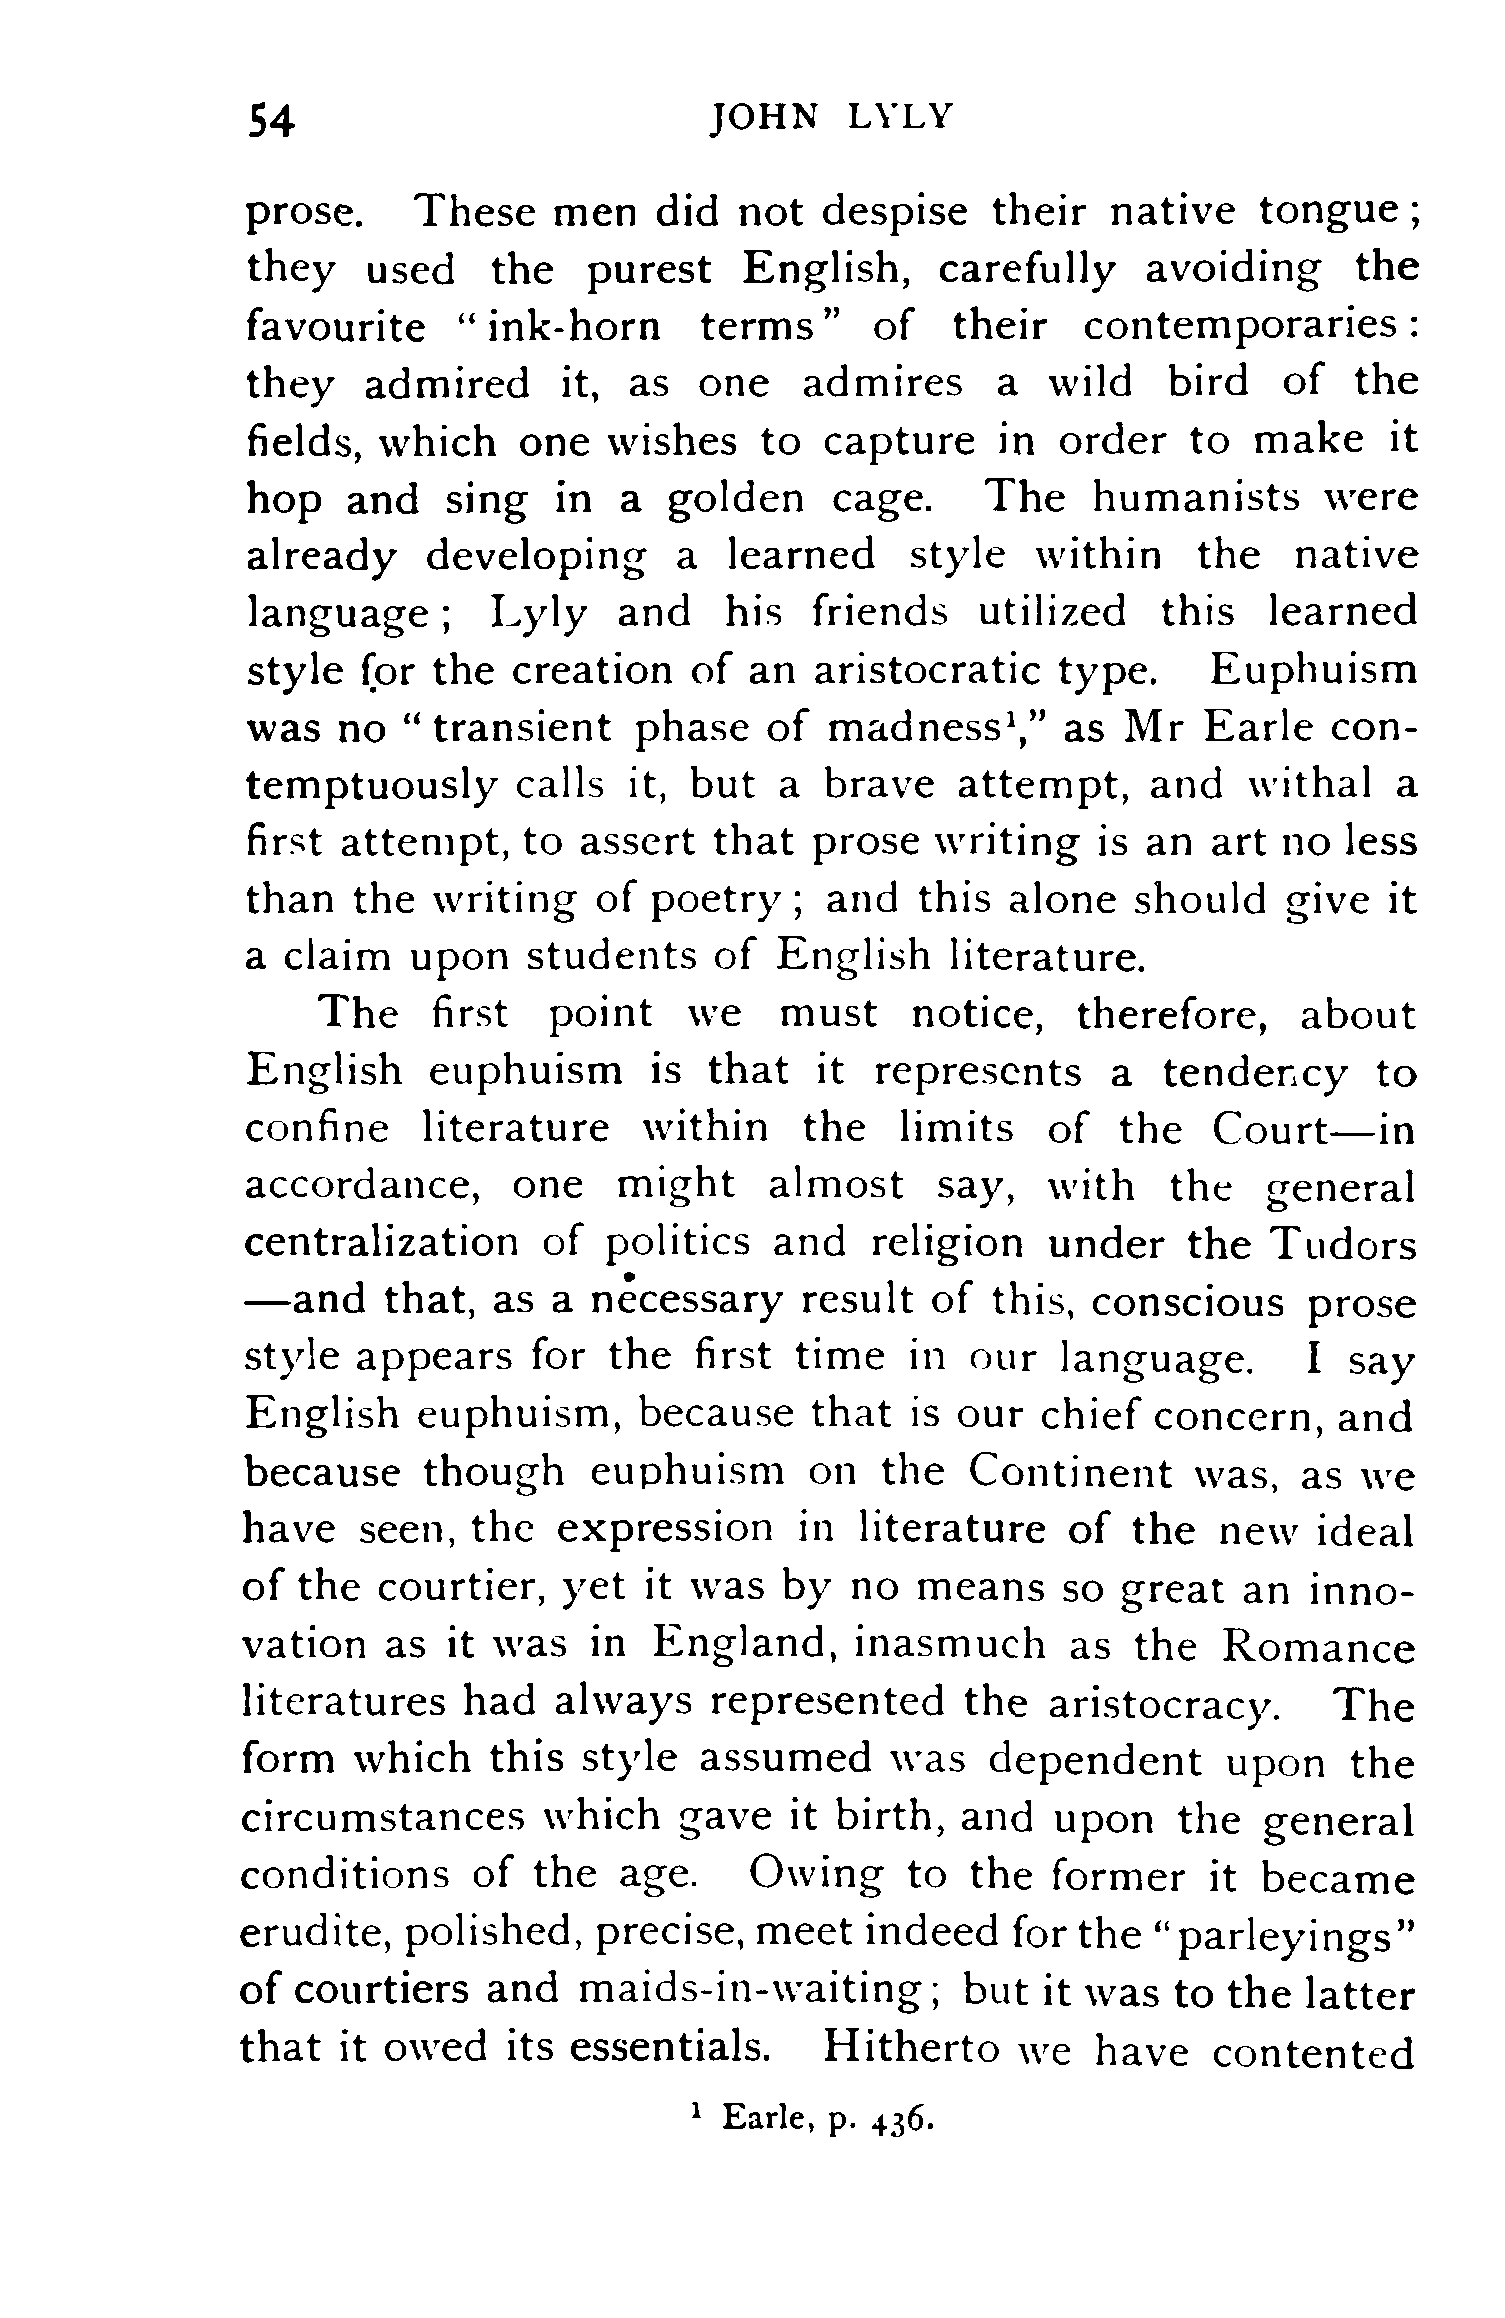 54 JOHN LYLY
prose. These men did not despise their native tongue ;
they used the purest English, carefully avoiding the
favourite “ ink-horn terms ” of their contemporaries :
they admired it, as one admires a wild bird of the
fields, which one wishes to capture in order to make it
hop and sing in a golden cage. The humanists were
already developing a learned style within the native
language ; Lyly and his friends utilized this learned
style for the creation of an aristocratic type. Euphuism
was no “ transient phase of madness¹,” as Mr Earle con-
temptuously calls it, but a brave attempt, and withal a
first attempt, to assert that prose writing is an art no less
than the writing of poetry ; and this alone should give it
a claim upon students of English literature.
The first point we must notice, therefore, about
English euphuism is that it represents a tendency to
confine literature within the limits of the Court—in
accordance, one might almost say, with the general
centralization of politics and religion under the Tudors
—and that, as a necessary result of this, conscious prose
style appears for the first time in our language. I say
English euphuism, because that is our chief concern, and
because though euphuism on the Continent was, as we
have seen, the expression in literature of the new ideal
of the courtier, yet it was by no means so great an inno-
vation as it was in England, inasmuch as the Romance
literatures had always represented the aristocracy. The
form which this style assumed was dependent upon the
circumstances which gave it birth, and upon the general
conditions of the age. Owing to the former it became
erudite, polished, precise, meet indeed for the “ parleyings ”
of courtiers and maids-in-waiting ; but it was to the latter
that it owed its essentials. Hitherto we have contented
¹ Earle, p. 436.